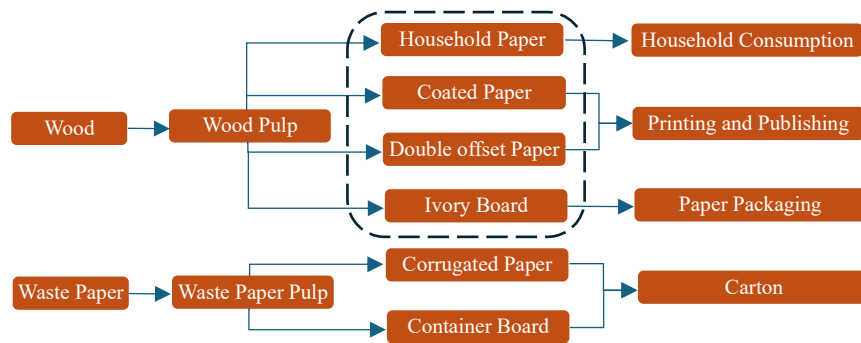 Household Paper
Household Consumption
Coated Paper
Wood
Wood Pulp
Printing and Publishing
Double offset Paper
Ivory Board
Paper Packaging
Corrugated Paper
Waste Paper
Waste Paper Pulp
Carton
Container Board